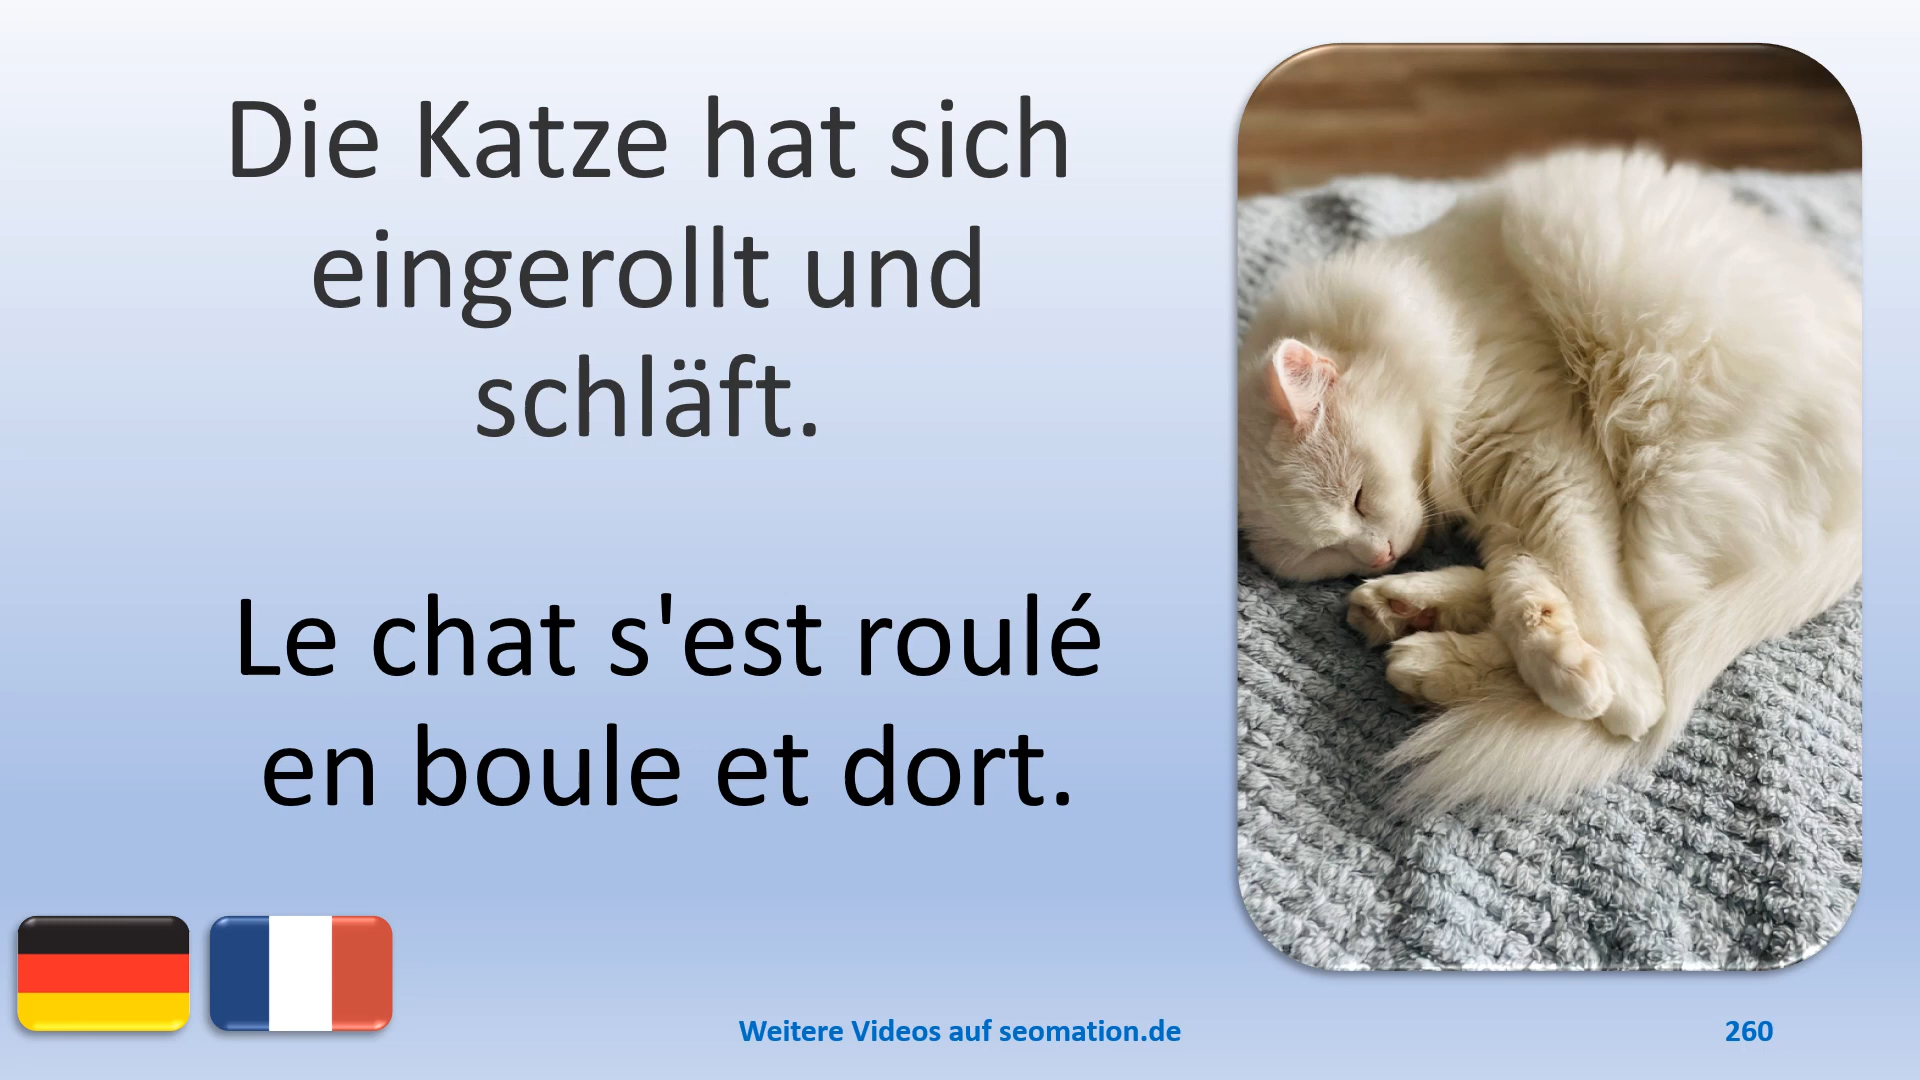 Die Katze hat sich
eingerollt und
schläft.
Le chat s'est roulé
en boule et dort.
Weitere Videos auf seomation.de
260